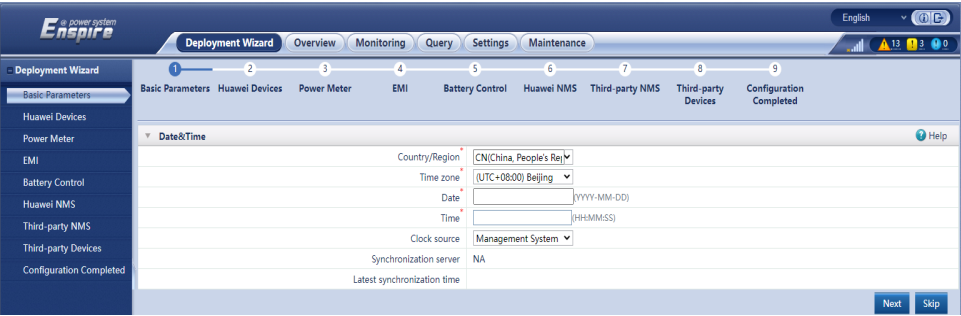 @ power system
Enspire
English
Deployment Wizard Overview Monitoring Query Settings Maintenance
13 3 0
Deployment Wizard
Basic Parameters
Huawei Devices
Power Meter
EMI
Battery Control
Huawei NMS
Third-party NMS
Third-party Devices
Configuration Completed
1 2 3 4 5 6 7 8 9
Basic Parameters Huawei Devices Power Meter EMI Battery Control Huawei NMS Third-party NMS Third-party Configuration
Devices Completed
Date&Time
Help
Country/Region * CN(China, People's Re
Time zone * (UTC+08:00) Beijing
Date * (YYYY-MM-DD)
Time * (HH:MM:SS)
Clock source Management System
Synchronization server NA
Latest synchronization time
Next Skip